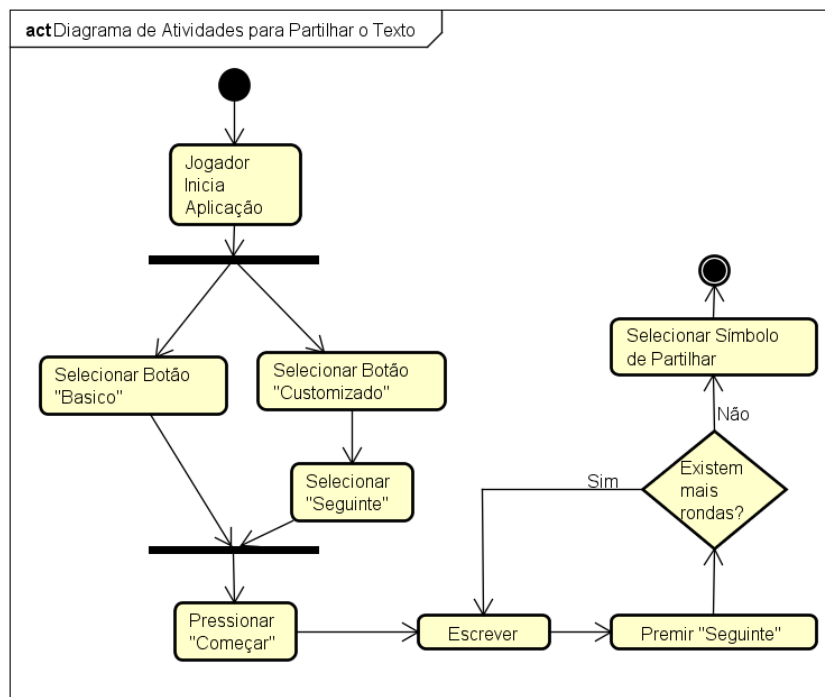 act Diagrama de Atividades para Partilhar o Texto
Jogador
Inicia
Aplicação
Selecionar Botão
"Basico"
Selecionar Botão
"Customizado"
Selecionar
"Seguinte"
Pressionar
"Começar"
Escrever
Premir "Seguinte"
Existem
mais
rondas?
Sim
Não
Selecionar Símbolo
de Partilhar